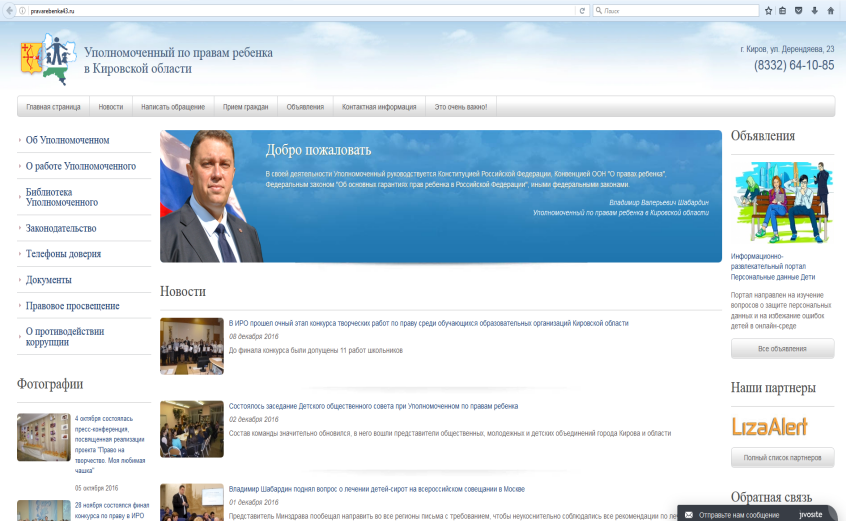 pravarebenka43.ru
Поиск
Уполномоченный по правам ребенка
в Кировской области
г. Киров, ул. Дерендяева, 23
(8332) 64-10-85
Главная страница
Новости
Написать обращение
Прием граждан
Объявления
Контактная информация
Это очень важно!
Об Уполномоченном
О работе Уполномоченного
Библиотека
Уполномоченного
Законодательство
Телефоны доверия
Документы
Правовое просвещение
О противодействии
коррупции
Фотографии
4 октября состоялась
пресс-конференция,
посвященная реализации
проекта "Право на
творчество. Моя любимая
чашка"
05 октября 2016
28 ноября состоялся финал
конкурса по праву в ИРО
Добро пожаловать
В своей деятельности Уполномоченный руководствуется Конституцией Российской Федерации, Конвенцией ООН "О правах ребенка",
Федеральным законом "Об основных гарантиях прав ребенка в Российской Федерации", иными федеральными законами.
Владимир Валерьевич Шабардин
Уполномоченный по правам ребенка в Кировской области
Новости
В ИРО прошел очный этап конкурса творческих работ по праву среди обучающихся образовательных организаций Кировской области
06 декабря 2016
До финала конкурса были допущены 11 работ школьников
Состоялось заседание Детского общественного совета при Уполномоченном по правам ребенка
02 декабря 2016
Состав команды значительно обновился, в него вошли представители общественных, молодежных и детских объединений города Кирова и области
Владимир Шабардин поднял вопрос о лечении детей-сирот на всероссийском совещании в Москве
01 декабря 2016
Представитель Минздрава пообещал направить во все регионы письма с требованием, чтобы неукоснительно соблюдались все рекомендации по ле
Объявления
Информационно-
развлекательный портал
Персональные данные Дети
Портал направлен на изучение
вопросов о защите персональных
данных и на избежание ошибок
детей в онлайн-среде
Все объявления
Наши партнеры
LizaAlert
Полный список партнеров
Обратная связь
Отправьте нам сообщение
jivosite